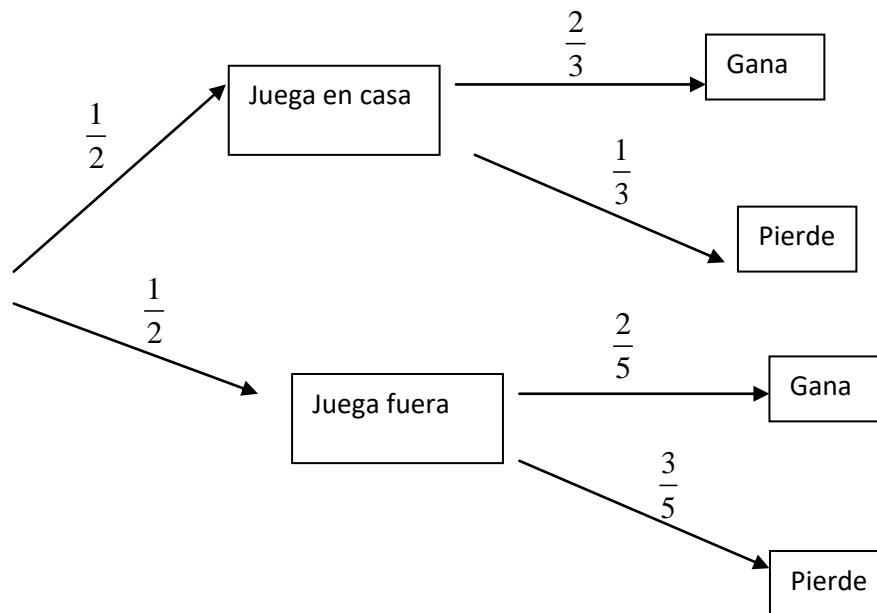 2/3
Gana
Juega en casa
1/2
1/3
Pierde
1/2
2/5
Gana
Juega fuera
3/5
Pierde